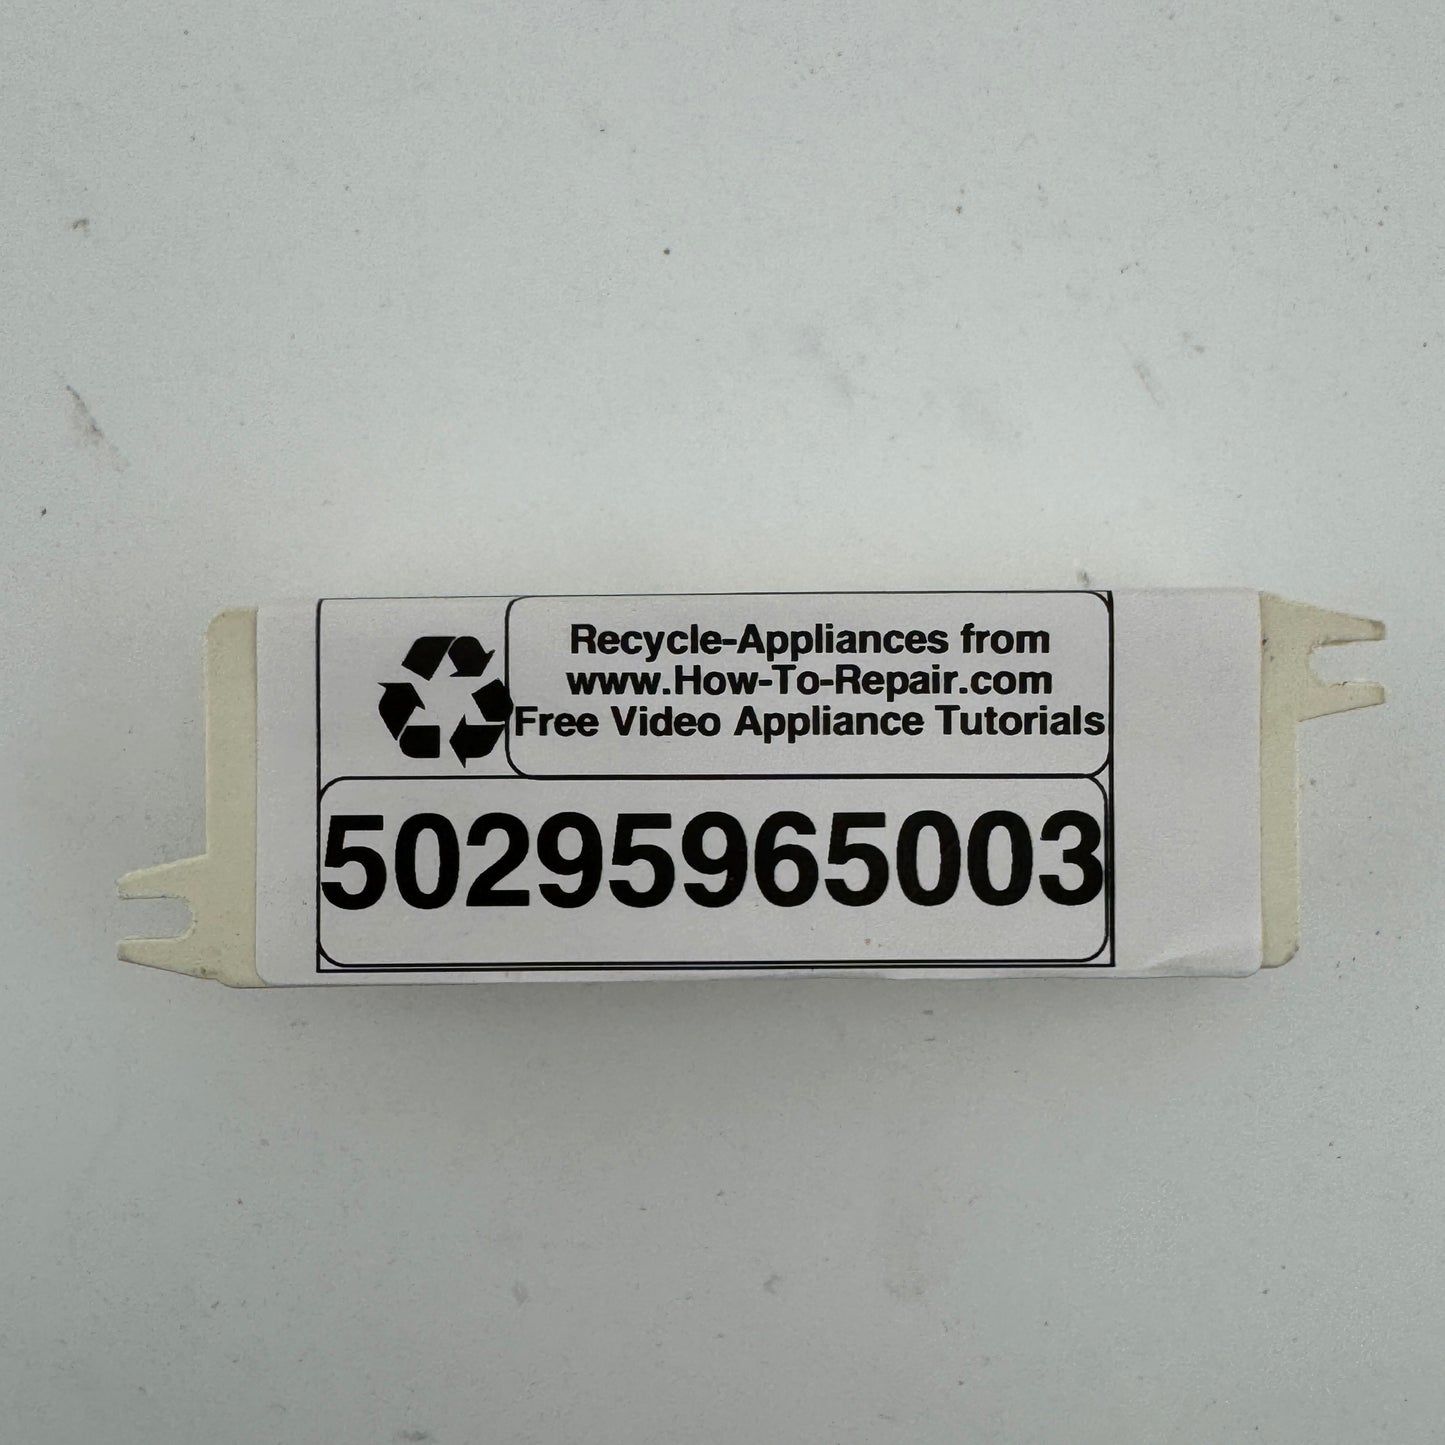 Recycle-Appliances from
www.How-To-Repair.com
Free Video Appliance Tutorials
50295965003